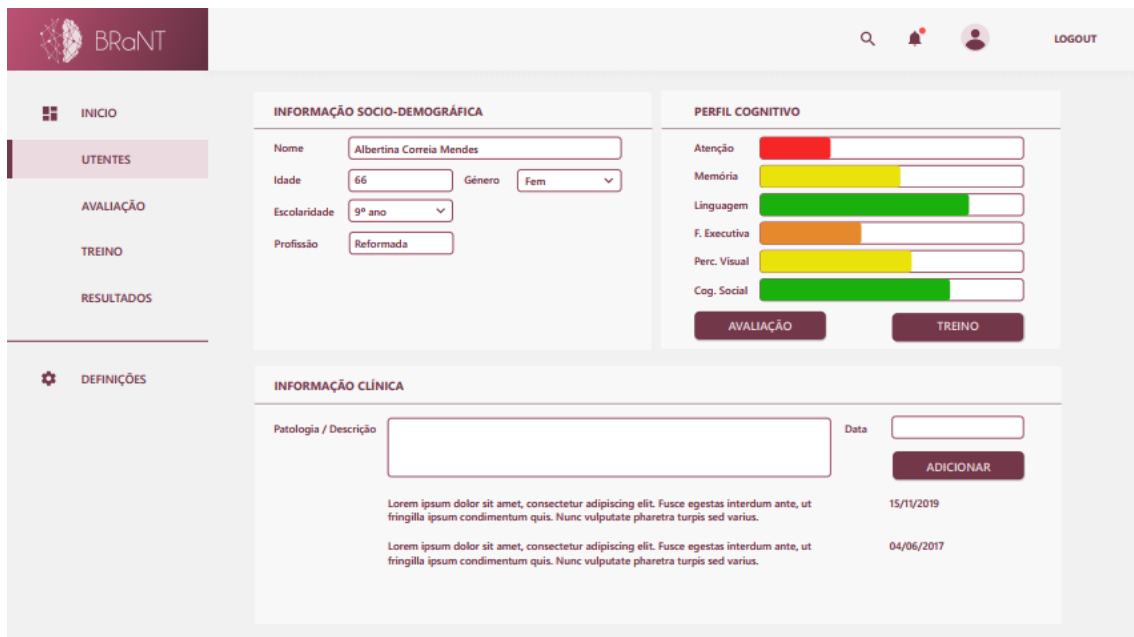 BRaNT
LOGOUT
INICIO
UTENTES
AVALIAÇÃO
TREINO
RESULTADOS
DEFINIÇÕES
INFORMAÇÃO SOCIO-DEMOGRÁFICA
Nome Albertina Correia Mendes
Idade 66 Género Fem
Escolaridade 9º ano
Profissão Reformada
PERFIL COGNITIVO
Atenção
Memória
Linguagem
F. Executiva
Perc. Visual
Cog. Social
AVALIAÇÃO TREINO
INFORMAÇÃO CLÍNICA
Patologia / Descrição Data
ADICIONAR
Lorem ipsum dolor sit amet, consectetur adipiscing elit. Fusce egestas interdum ante, ut 15/11/2019
fringilla ipsum condimentum quis. Nunc vulputate pharetra turpis sed varius.
Lorem ipsum dolor sit amet, consectetur adipiscing elit. Fusce egestas interdum ante, ut 04/06/2017
fringilla ipsum condimentum quis. Nunc vulputate pharetra turpis sed varius.